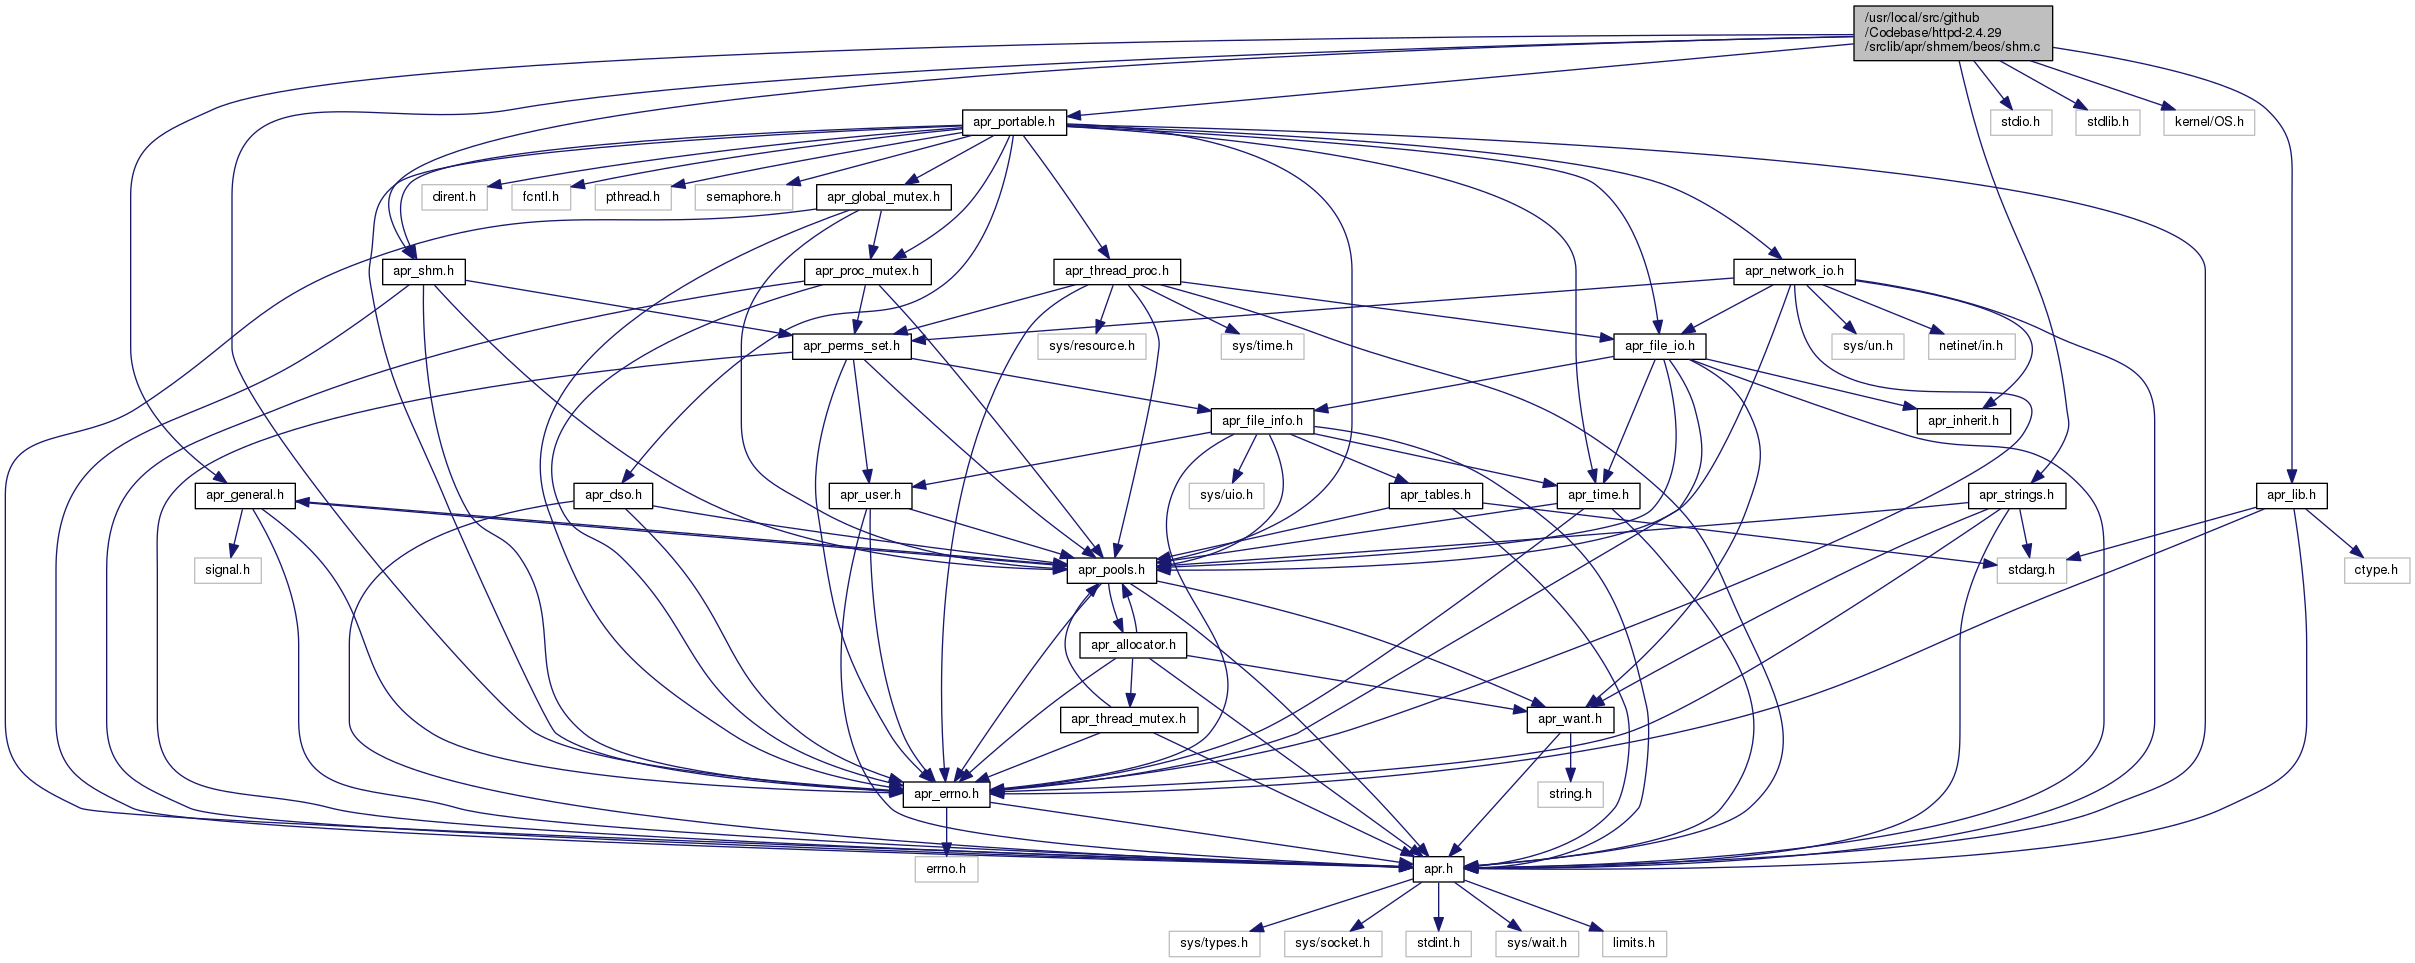 /usr/local/src/github
/Codebase/httpd-2.4.29
/srclib/apr/shmem/beos/shm.c
apr_portable.h
stdio.h
stdlib.h
kernel/OS.h
dirent.h
fcntl.h
pthread.h
semaphore.h
apr_global_mutex.h
apr_shm.h
apr_proc_mutex.h
apr_thread_proc.h
apr_network_io.h
apr_perms_set.h
sys/resource.h
sys/time.h
apr_file_io.h
sys/un.h
netinet/in.h
apr_file_info.h
apr_inherit.h
apr_general.h
apr_dso.h
apr_user.h
sys/uio.h
apr_tables.h
apr_time.h
apr_strings.h
apr_lib.h
signal.h
apr_pools.h
stdarg.h
ctype.h
apr_allocator.h
apr_thread_mutex.h
apr_want.h
apr_errno.h
string.h
errno.h
apr.h
sys/types.h
sys/socket.h
stdint.h
sys/wait.h
limits.h